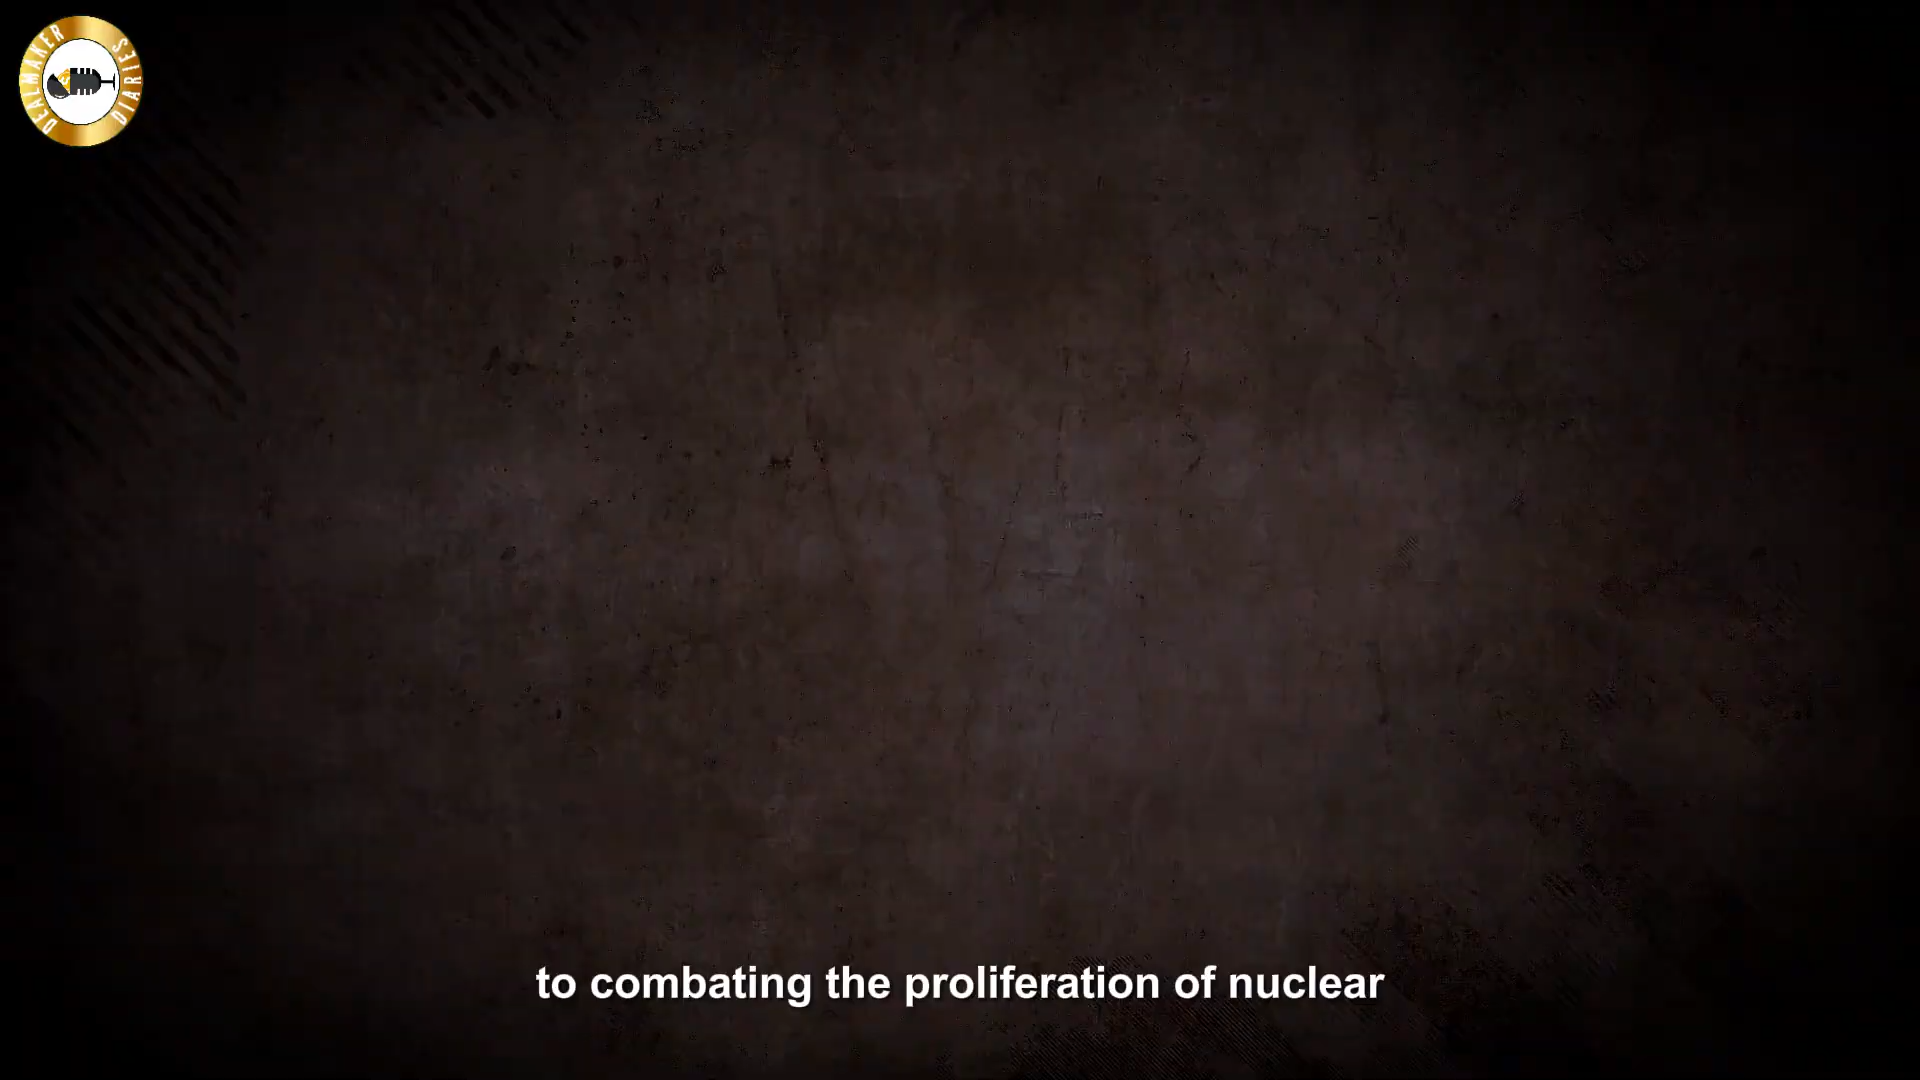 DEALMAKER
DIARIES
to combating the proliferation of nuclear